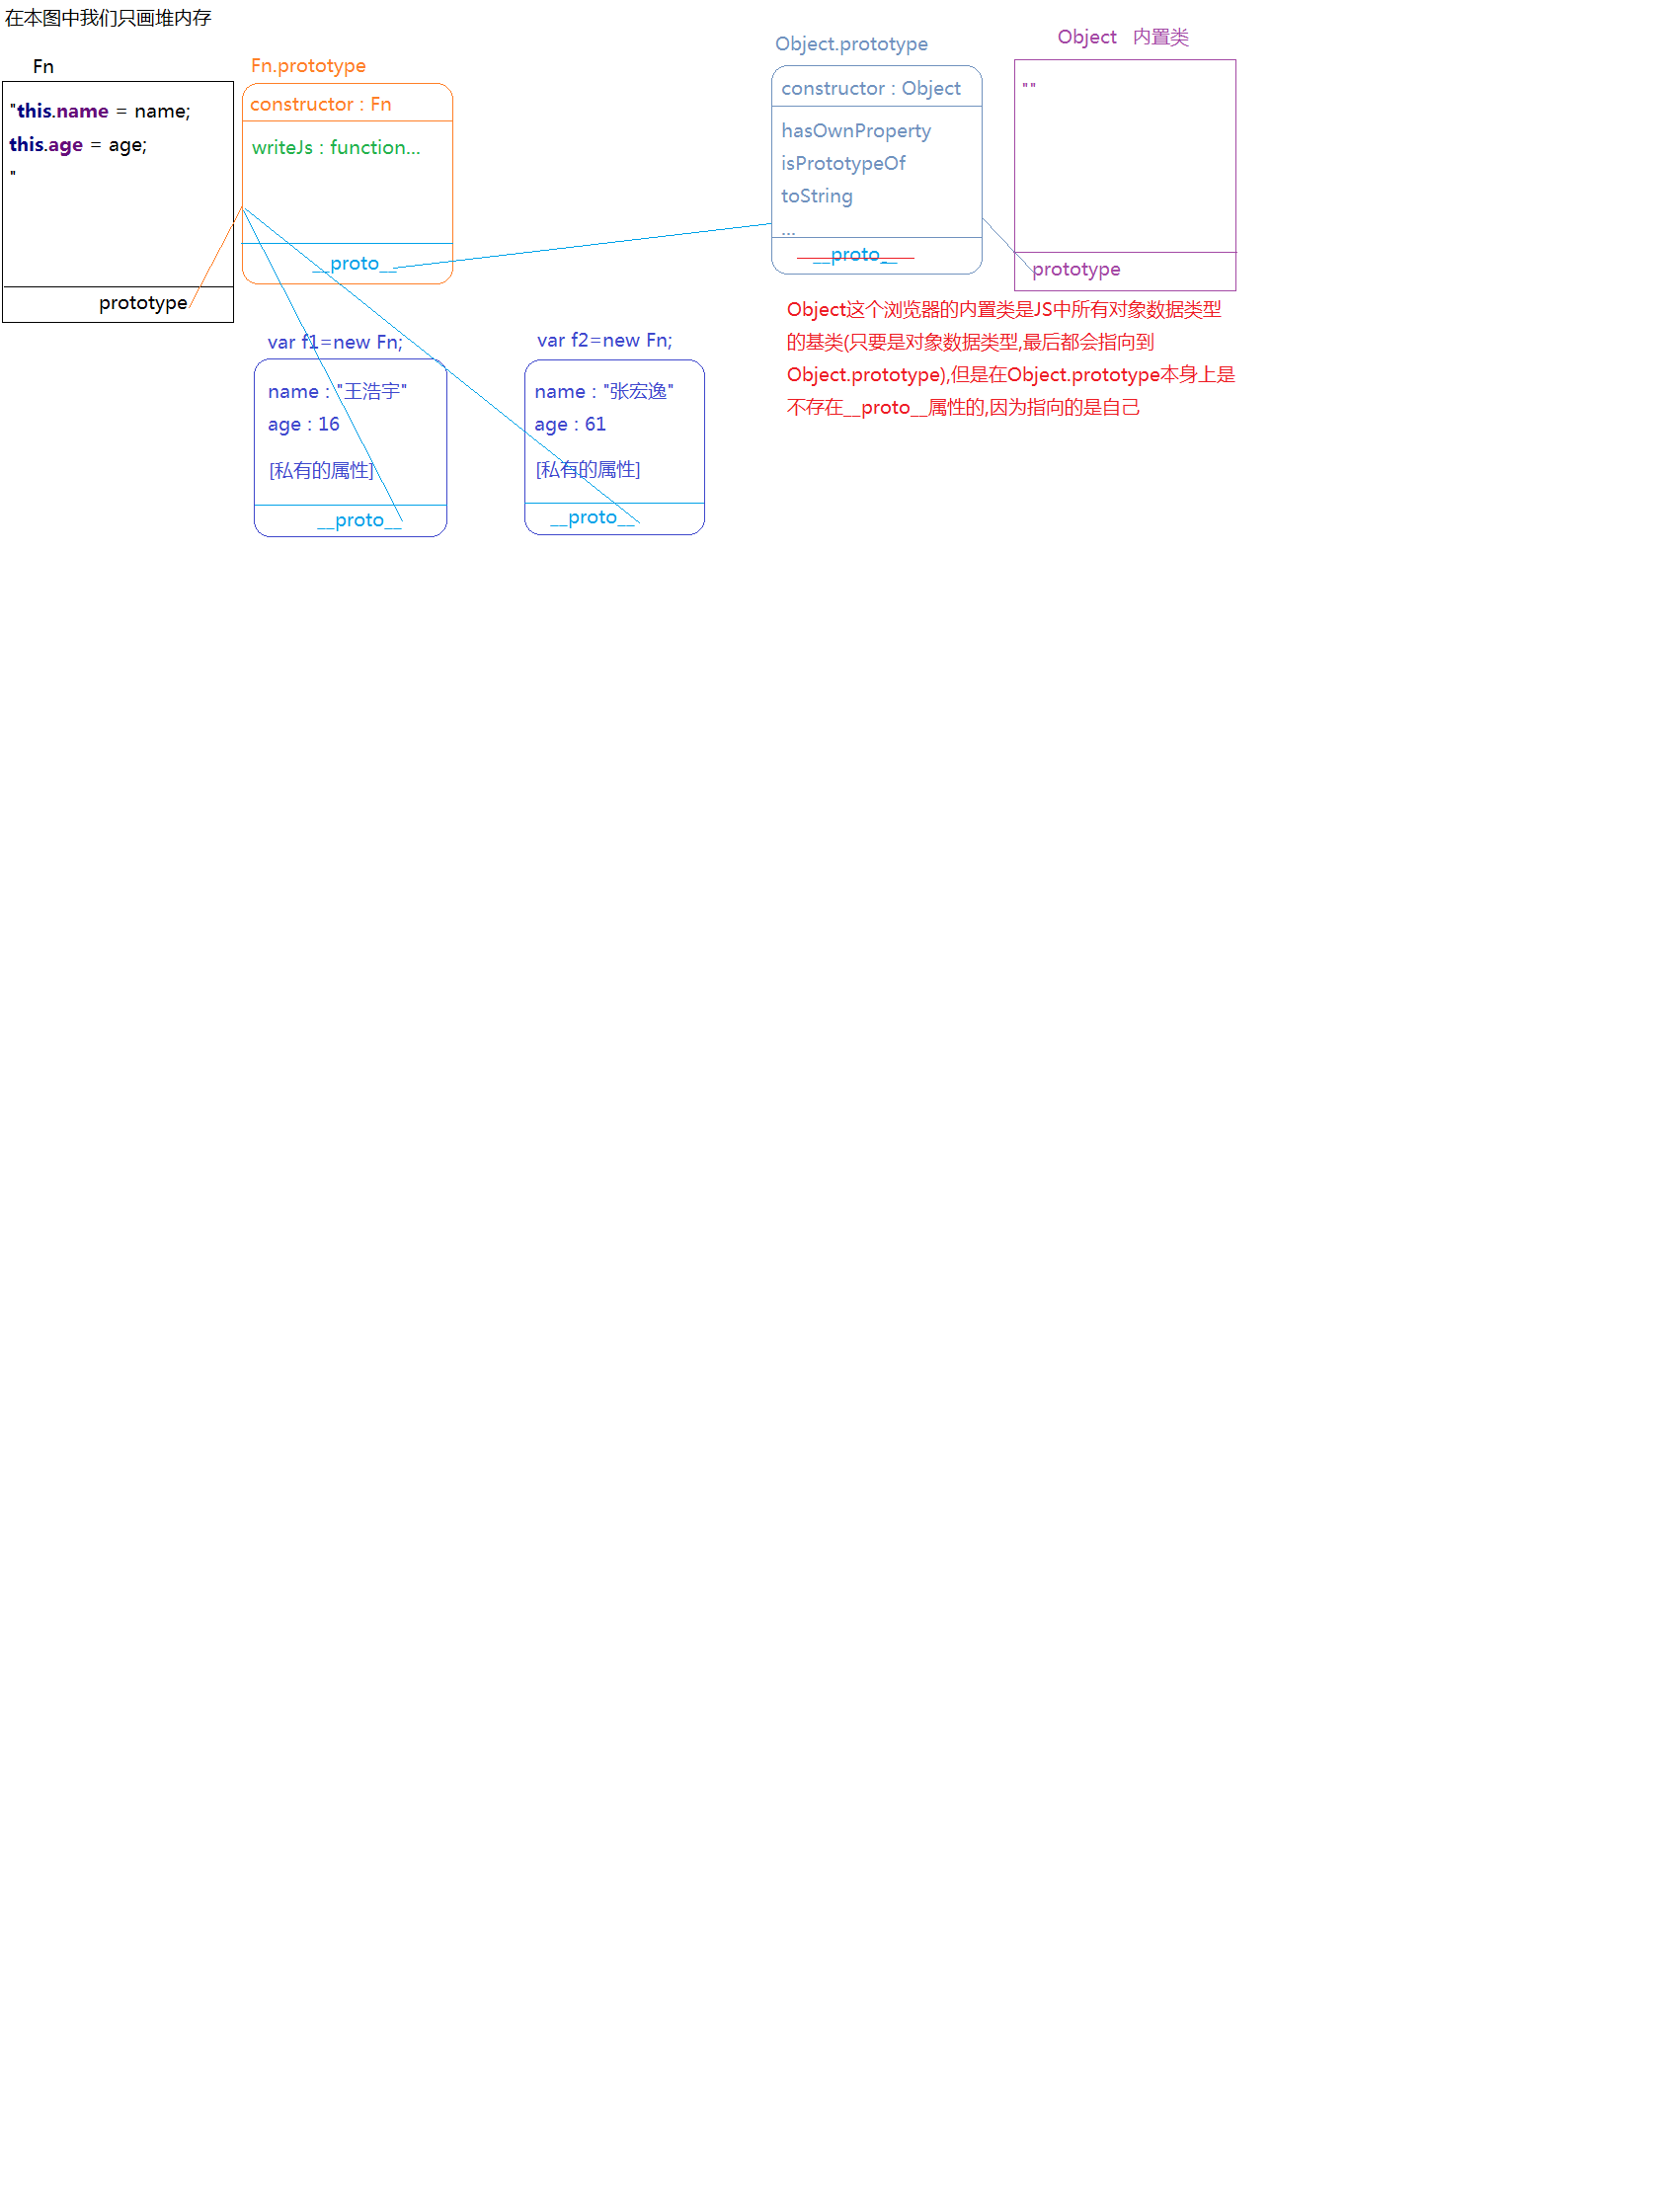 在本图中我们只画堆内存
Fn
"this.name = name;
this.age = age;
"
prototype
Fn.prototype
constructor : Fn
writeJs : function...
__proto__
var f1=new Fn;
name : "王浩宇"
age : 16
[私有的属性]
__proto__
var f2=new Fn;
name : "张宏逸"
age : 61
[私有的属性]
__proto__
Object.prototype
constructor : Object
hasOwnProperty
isPrototypeOf
toString
...
__proto__
Object 内置类
""
prototype
Object这个浏览器的内置类是JS中所有对象数据类型
的基类(只要是对象数据类型,最后都会指向到
Object.prototype),但是在Object.prototype本身上是
不存在__proto__属性的,因为指向的是自己